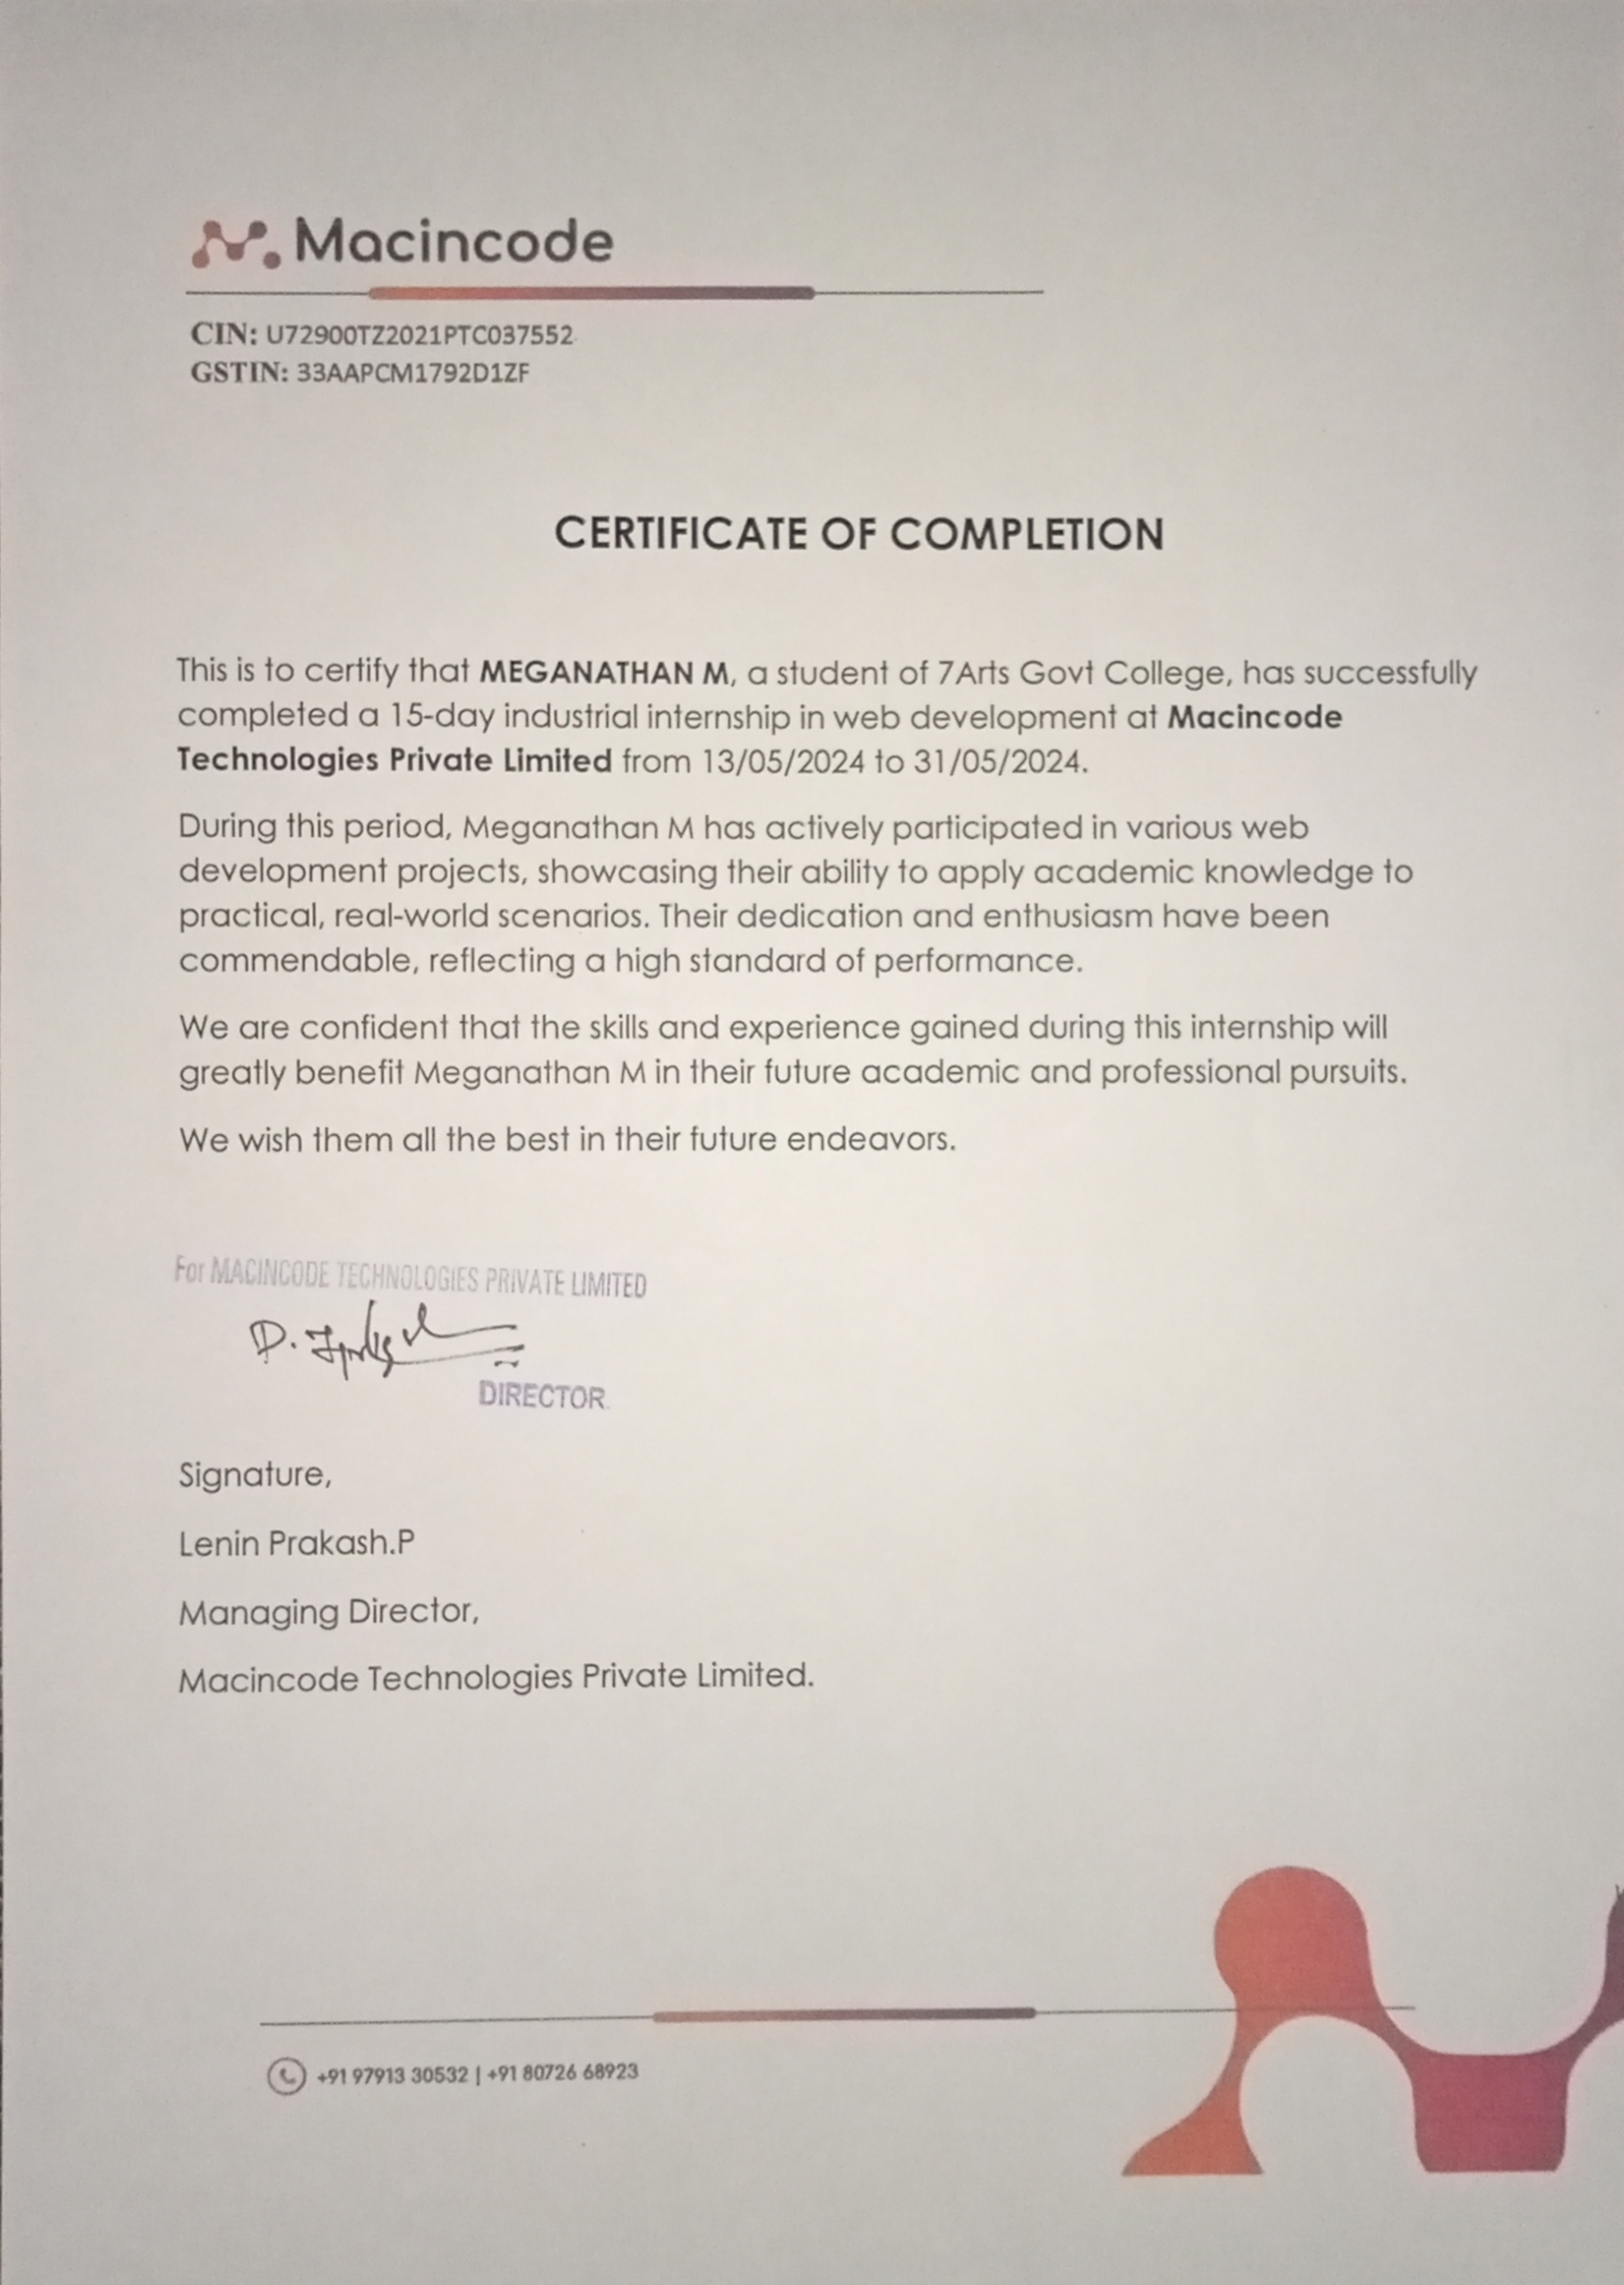 Macincode
CIN: U72900TZ2021PTC037552
GSTIN: 33AAPCM1792D1ZF
CERTIFICATE OF COMPLETION
This is to certify that MEGANATHAN M, a student of 7Arts Govt College, has successfully
completed a 15-day industrial internship in web development at Macincode
Technologies Private Limited from 13/05/2024 to 31/05/2024.
During this period, Meganathan M has actively participated in various web
development projects, showcasing their ability to apply academic knowledge to
practical, real-world scenarios. Their dedication and enthusiasm have been
commendable, reflecting a high standard of performance.
We are confident that the skills and experience gained during this internship will
greatly benefit Meganathan M in their future academic and professional pursuits.
We wish them all the best in their future endeavors.
For MACINCODE TECHNOLOGIES PRIVATE LIMITED
DIRECTOR
Signature,
Lenin Prakash.P
Managing Director,
Macincode Technologies Private Limited.
+91 97913 30532 | +91 80726 68923